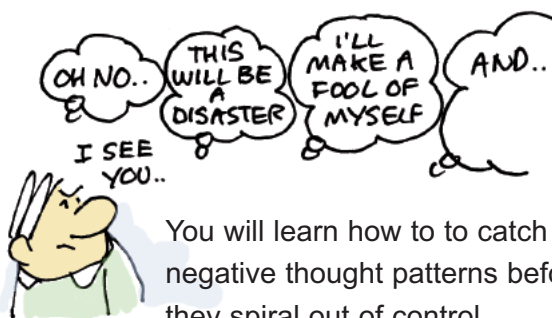 OH NO..
THIS
WILL BE
A
DISASTER
I'LL
MAKE A
FOOL OF
MYSELF
AND..
I SEE
YOU..
You will learn how to to catch
negative thought patterns befo
they spiral out of control